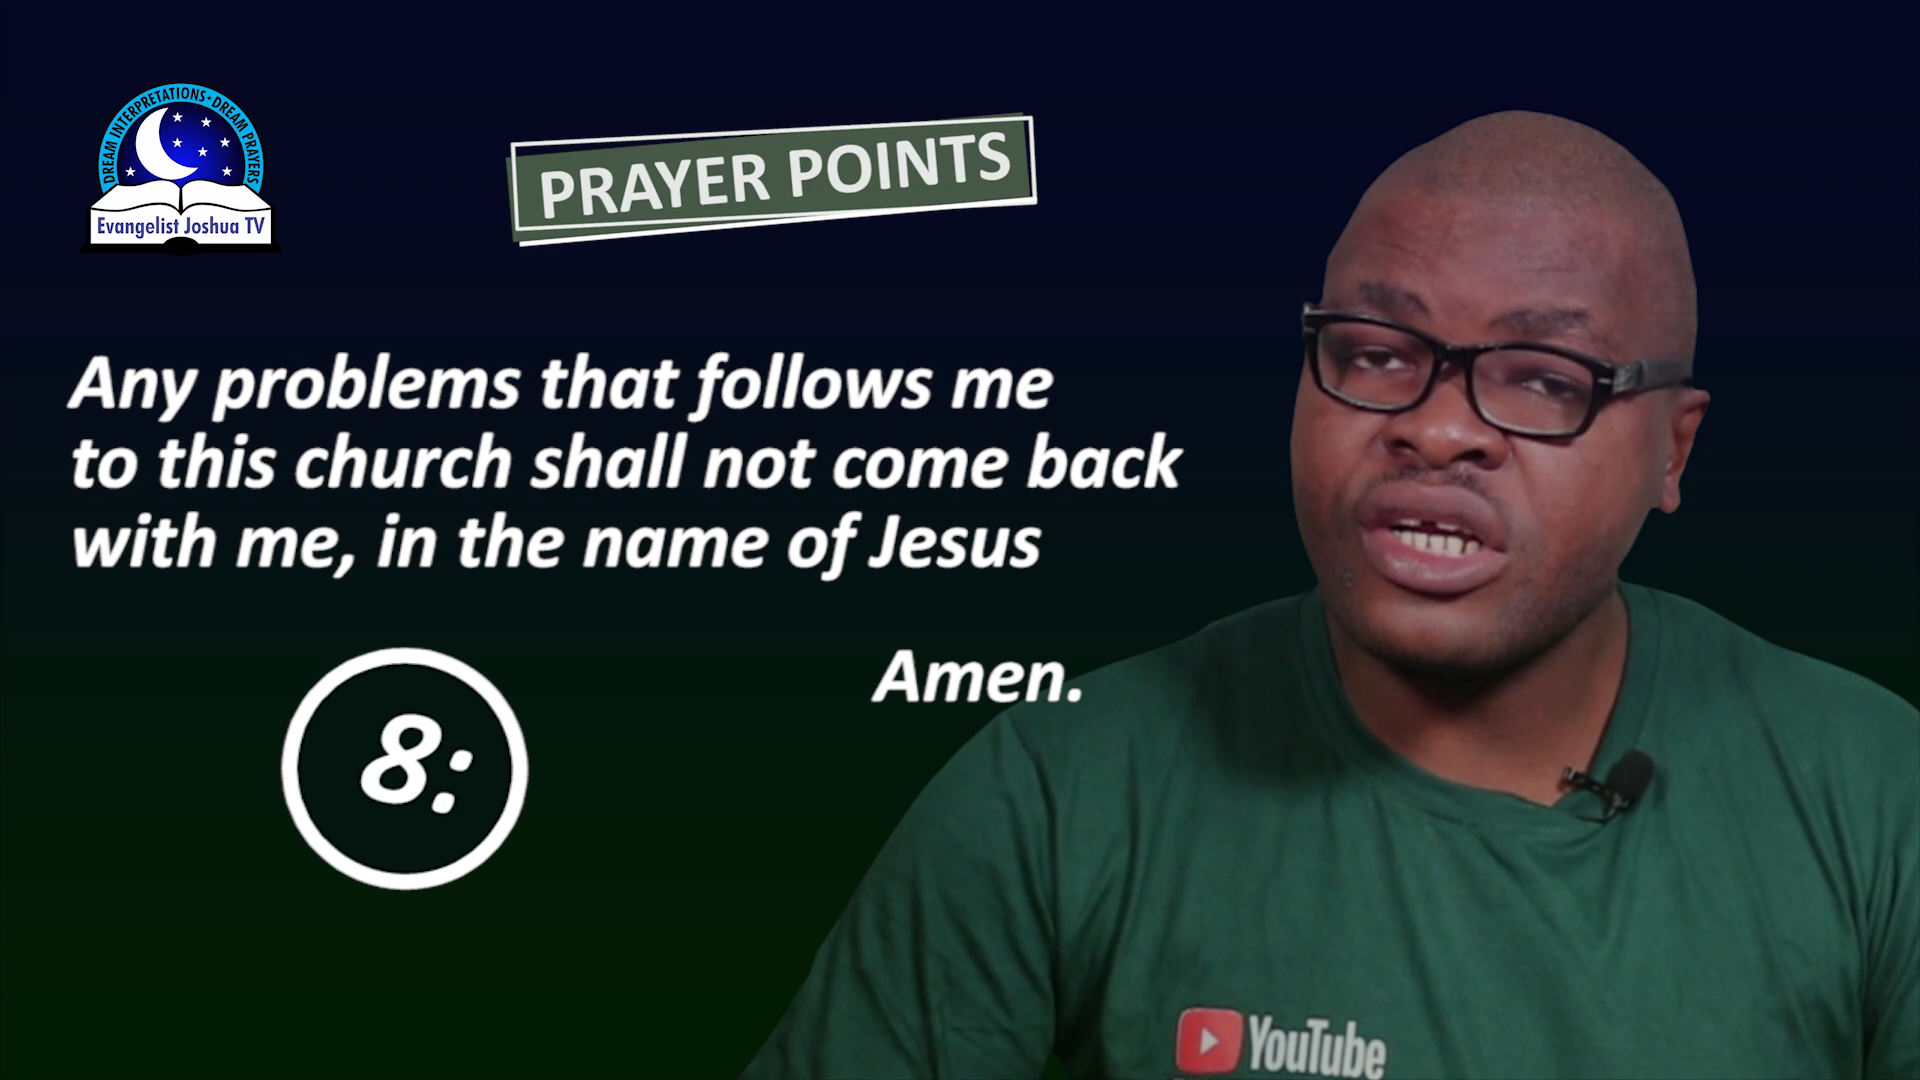 DREAM INTERPRETATIONS • DREAM PRAYERS
Evangelist Joshua TV
PRAYER POINTS
Any problems that follows me
to this church shall not come back
with me, in the name of Jesus
Amen.
8:
YouTube